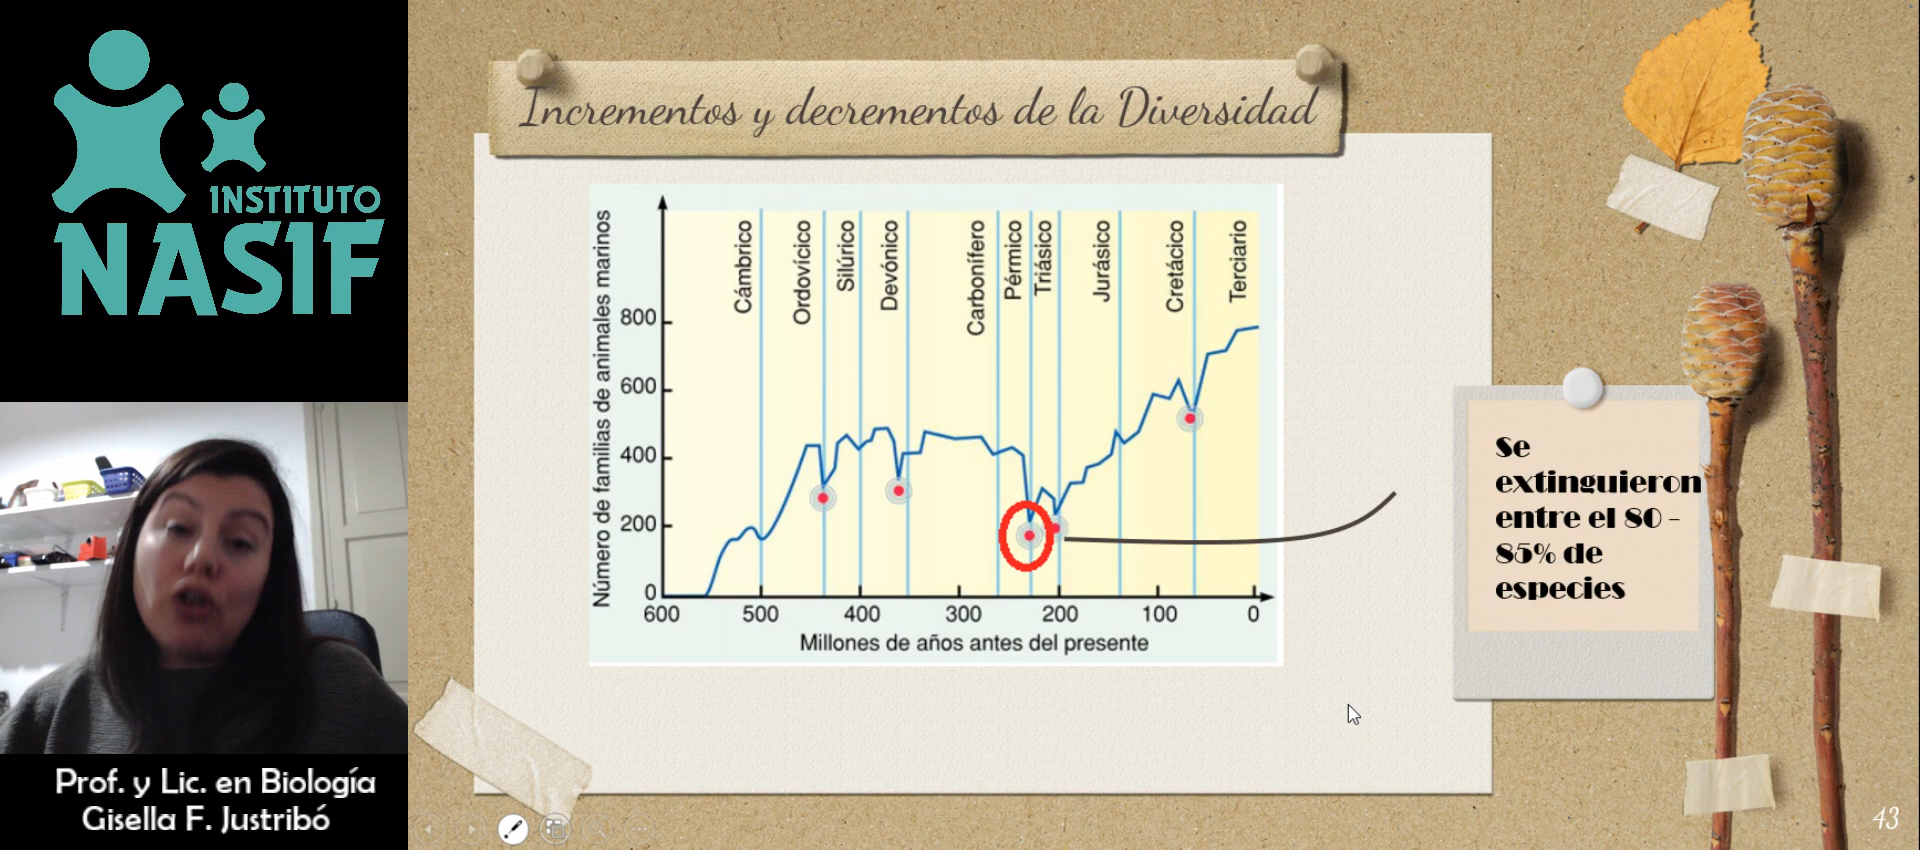 INSTITUTO
NASIF
Prof. y Lic. en Biología
Gisella F. Justribó
Incrementos y decrementos de la Diversidad
Número de familias de animales marinos
800
600
400
200
0
Cámbrico
Ordovícico
Silúrico
Devónico
Carbonífero
Pérmico
Triásico
Jurásico
Cretácico
Terciario
600 500 400 300 200 100 0
Millones de años antes del presente
Se
extinguieron
entre el 80 -
85% de
especies
43